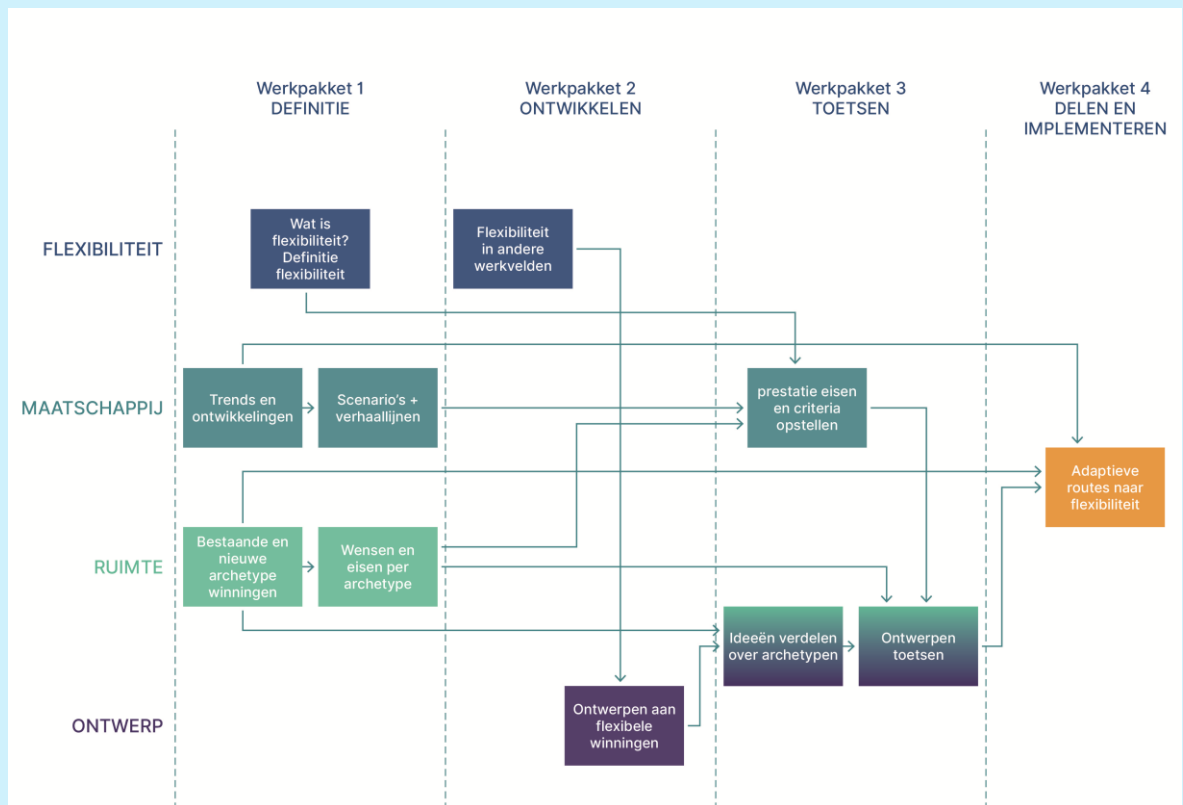 Werkpakket 1
DEFINITIE
Werkpakket 2
ONTWIKKELEN
Werkpakket 3
TOETSEN
Werkpakket 4
DELEN EN
IMPLEMENTEREN
FLEXIBILITEIT
Wat is
flexibiliteit?
Definitie
flexibiliteit
Flexibiliteit
in andere
werkvelden
MAATSCHAPPIJ
Trends en
ontwikkelingen
Scenario's +
verhaallijnen
prestatie eisen
en criteria
opstellen
Adaptieve
routes naar
flexibiliteit
RUIMTE
Bestaande en
nieuwe
archetype
winningen
Wensen en
eisen per
archetype
Ideeën verdelen
over archetypen
Ontwerpen
toetsen
ONTWERP
Ontwerpen aan
flexibele
winningen